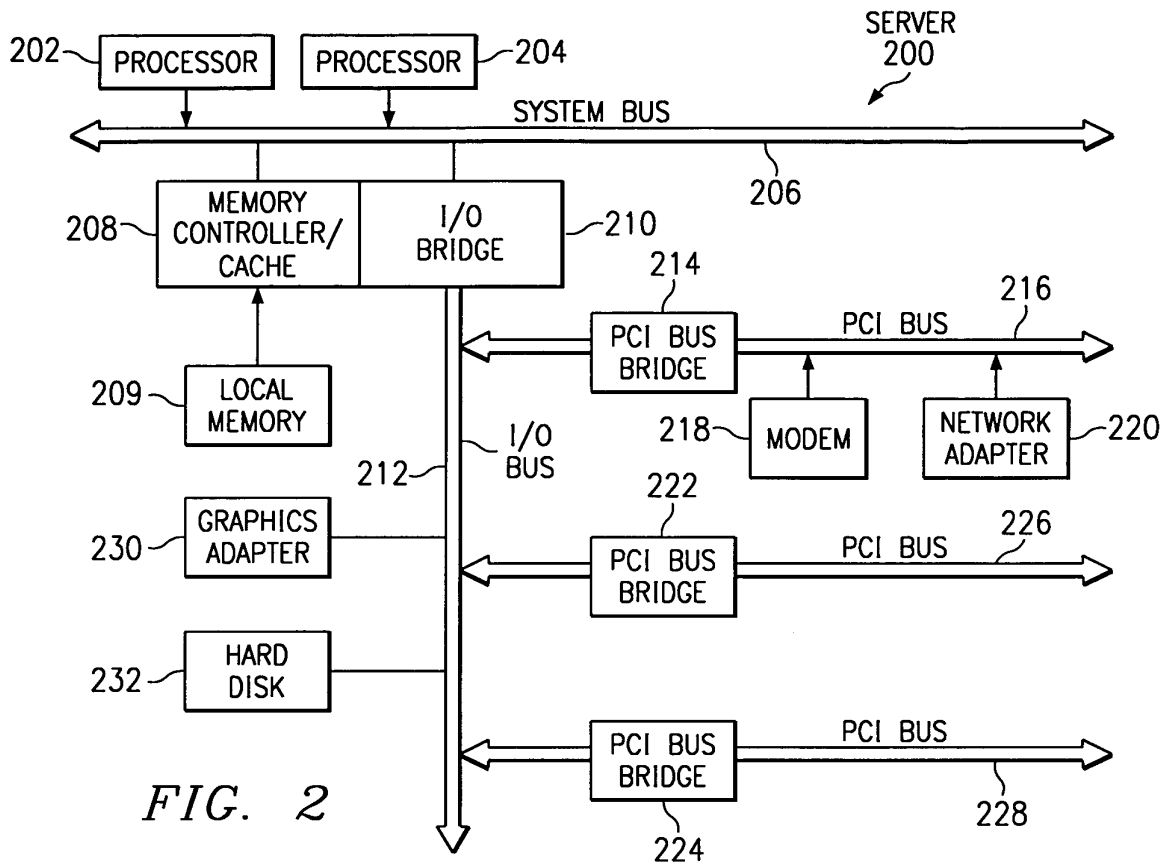 SERVER
200
202
PROCESSOR
PROCESSOR
204
SYSTEM BUS
206
208
MEMORY
CONTROLLER/
CACHE
I/O
BRIDGE
210
214
PCI BUS
BRIDGE
PCI BUS
216
209
LOCAL
MEMORY
218
MODEM
NETWORK
ADAPTER
220
I/O
BUS
212
222
230
GRAPHICS
ADAPTER
PCI BUS
BRIDGE
PCI BUS
226
232
HARD
DISK
PCI BUS
BRIDGE
PCI BUS
228
224
FIG. 2